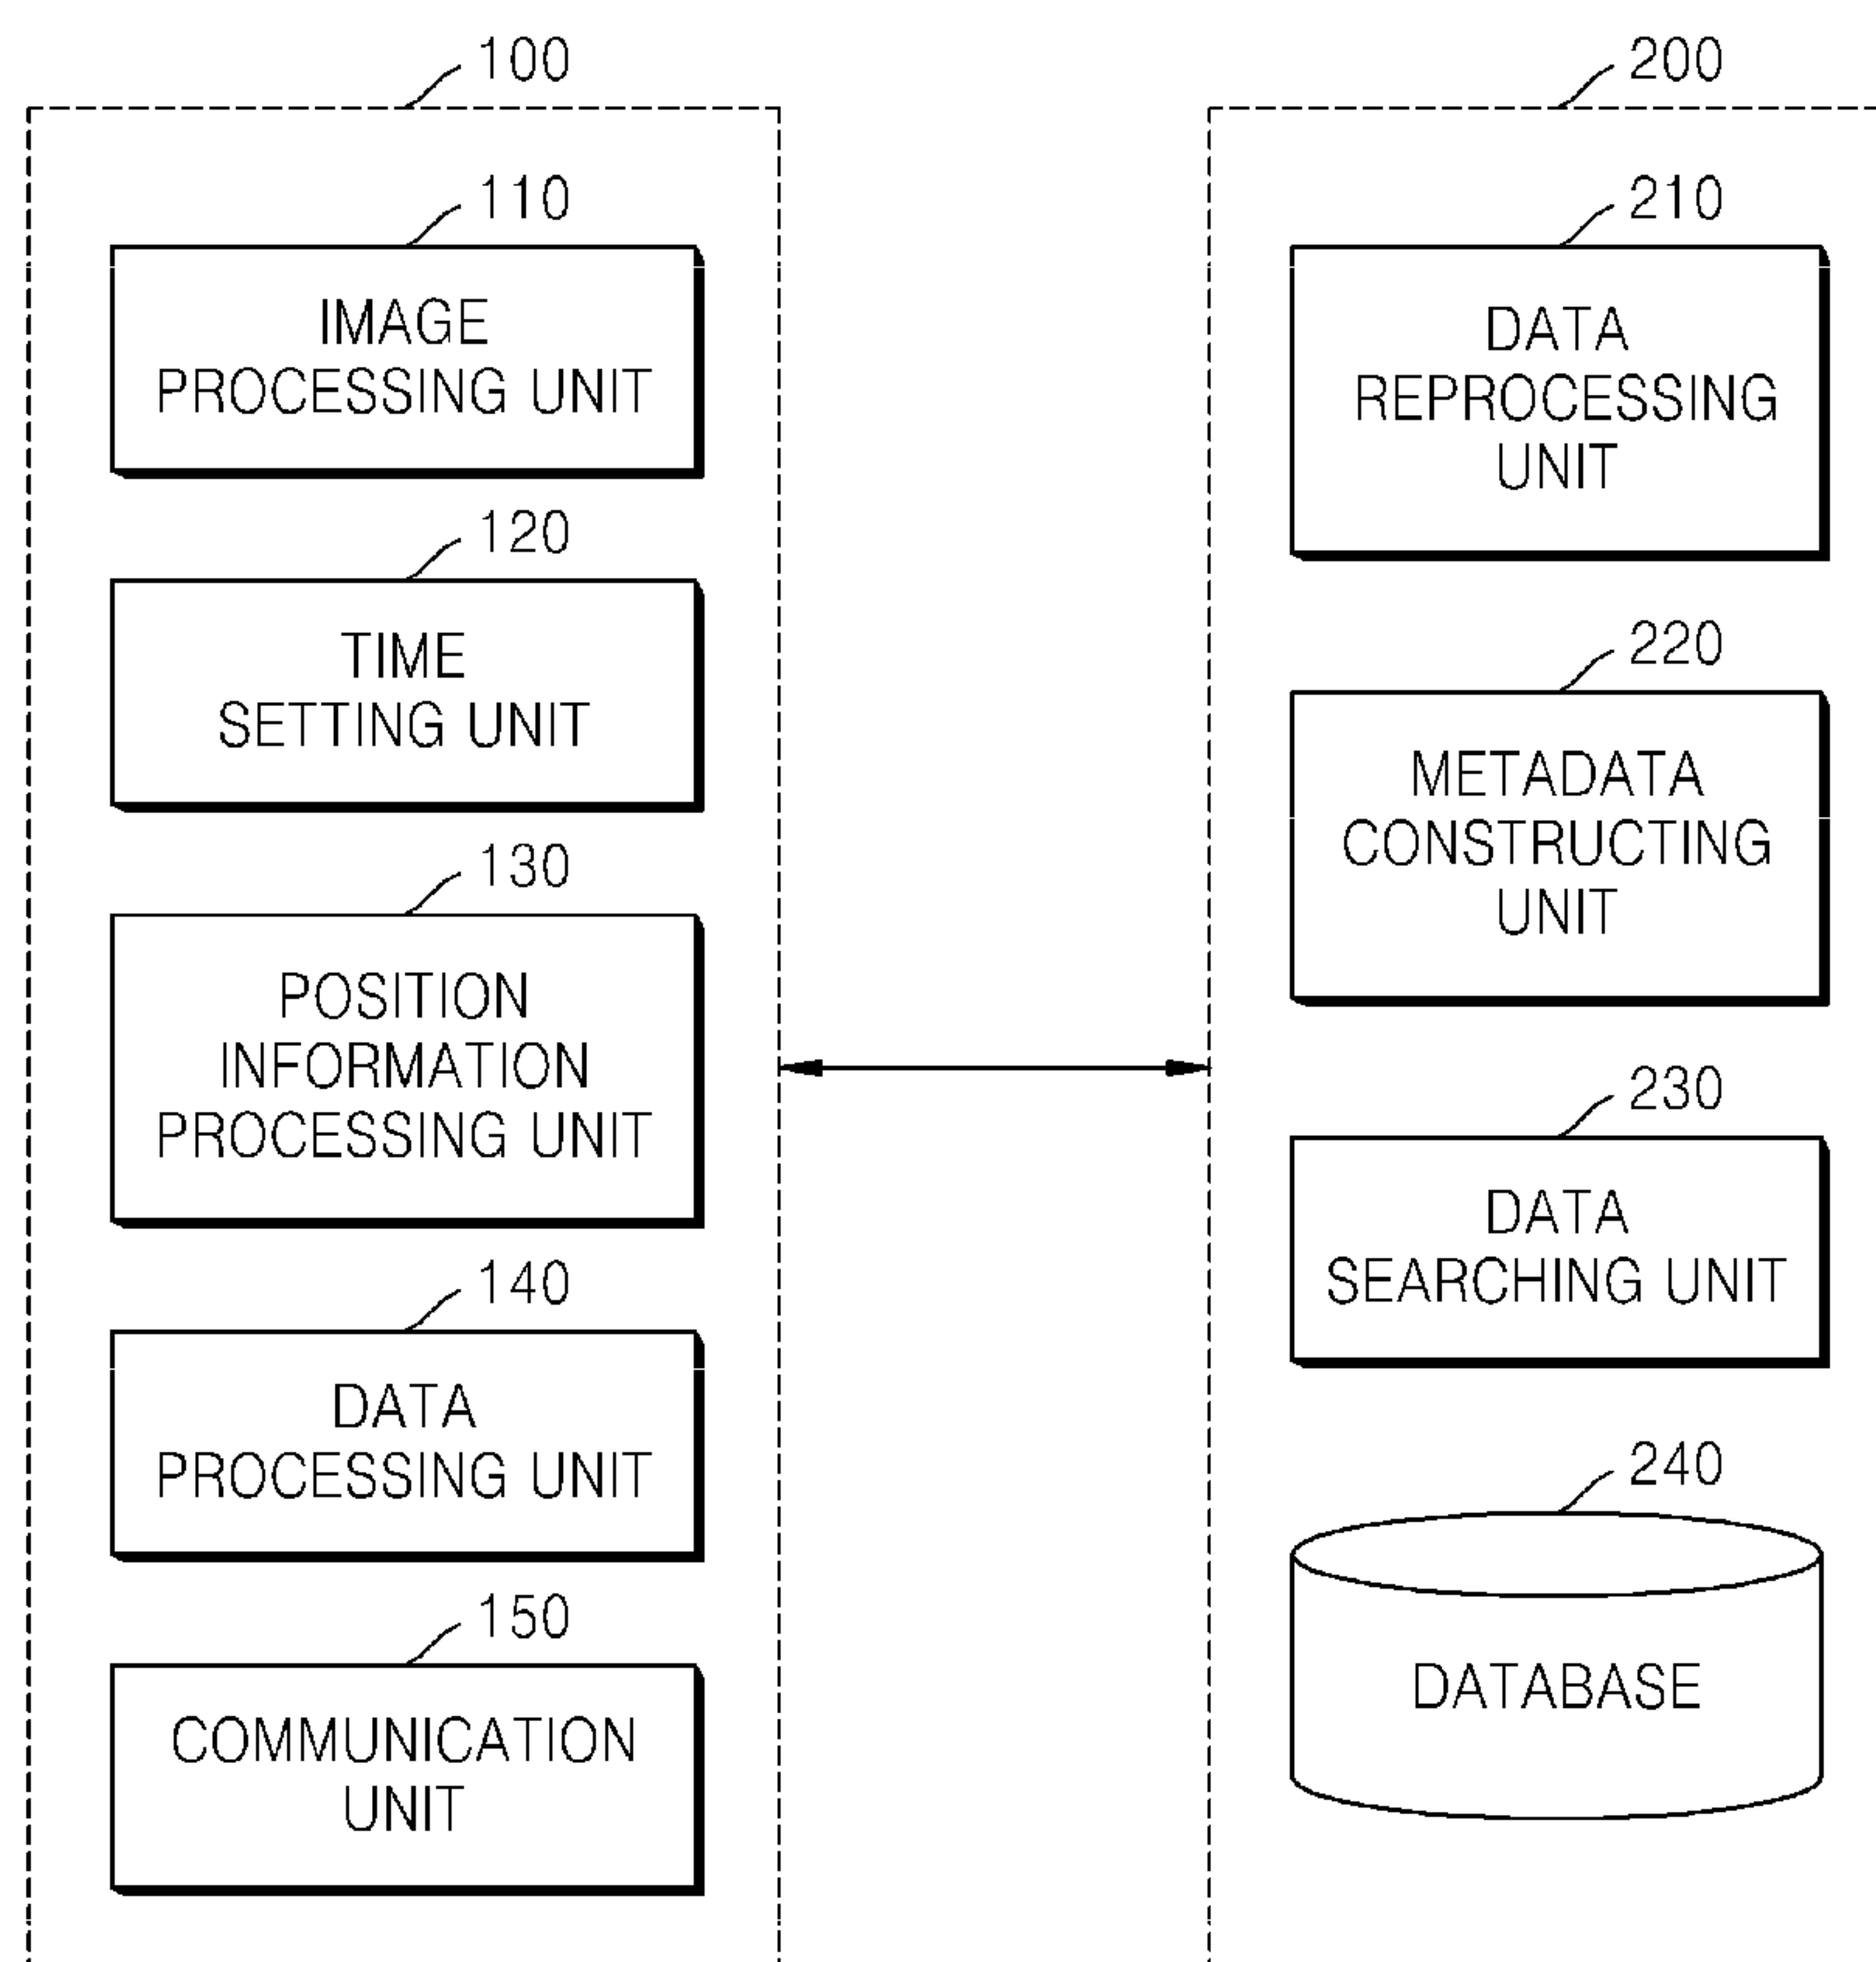 100
110
IMAGE
PROCESSING UNIT
120
TIME
SETTING UNIT
130
POSITION
INFORMATION
PROCESSING UNIT
140
DATA
PROCESSING UNIT
150
COMMUNICATION
UNIT
200
210
DATA
REPROCESSING
UNIT
220
METADATA
CONSTRUCTING
UNIT
230
DATA
SEARCHING UNIT
240
DATABASE